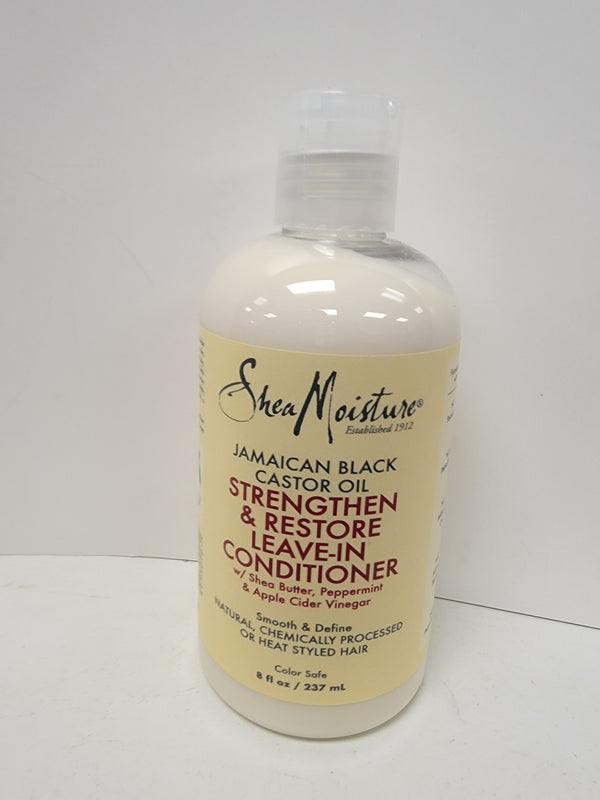 SheaMoisture®
Established 1912
JAMAICAN BLACK
CASTOR OIL
STRENGTHEN
& RESTORE
LEAVE-IN
CONDITIONER
w/ Shea Butter, Peppermint
& Apple Cider Vinegar
Smooth & Define
NATURAL, CHEMICALLY PROCESSED
OR HEAT STYLED HAIR
Color Safe
8 fl oz / 237 mL